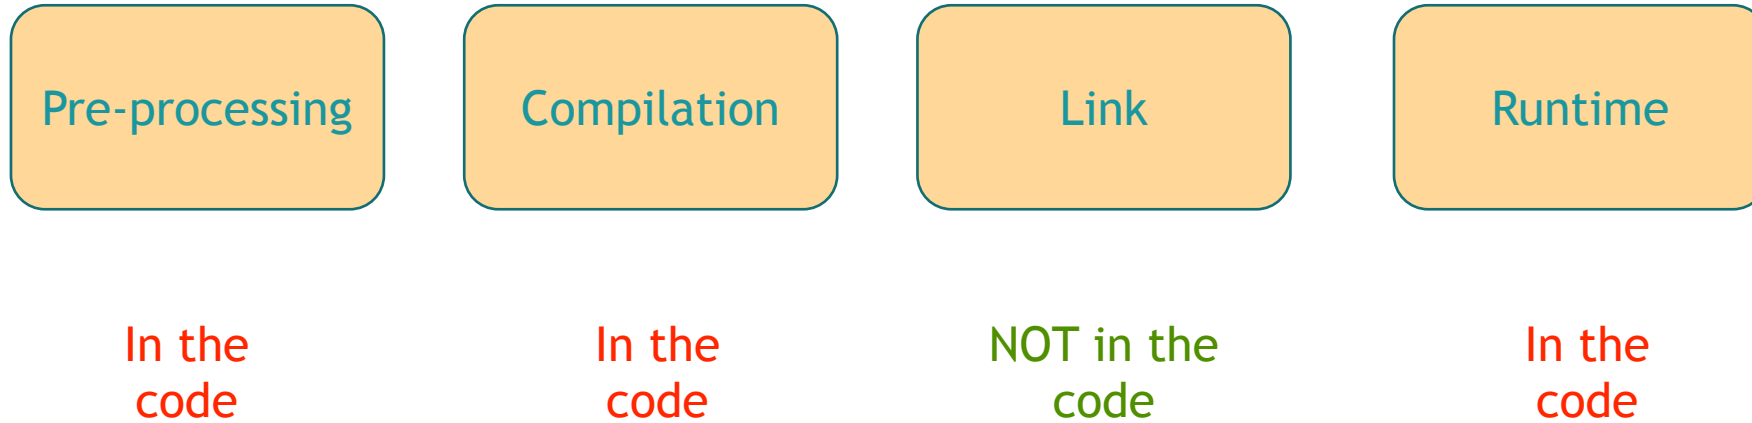 Pre-processing
Compilation
Link
Runtime
In the
code
In the
code
NOT in the
code
In the
code